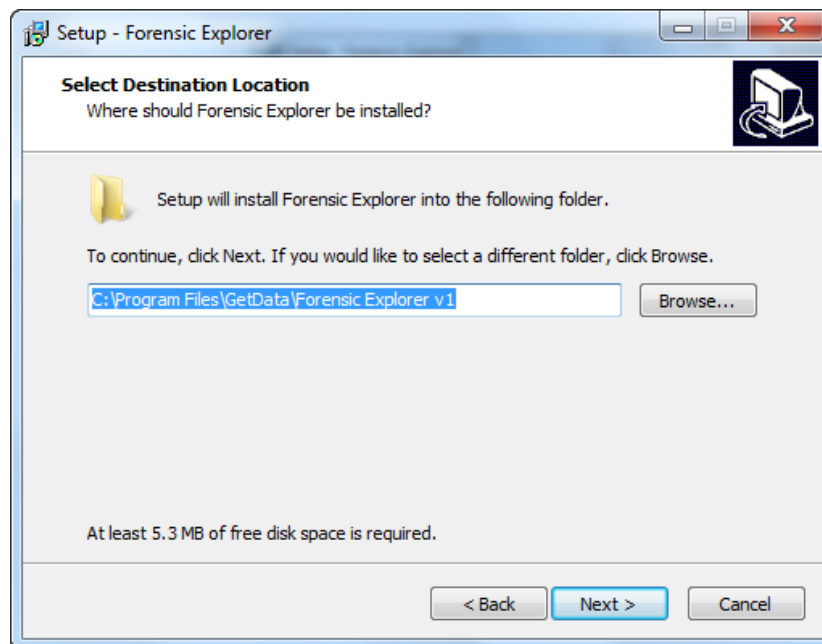 Setup - Forensic Explorer
Select Destination Location
Where should Forensic Explorer be installed?
Setup will install Forensic Explorer into the following folder.
To continue, click Next. If you would like to select a different folder, click Browse.
C:\Program Files\GetData\Forensic Explorer v1
Browse...
At least 5.3 MB of free disk space is required.
< Back
Next >
Cancel